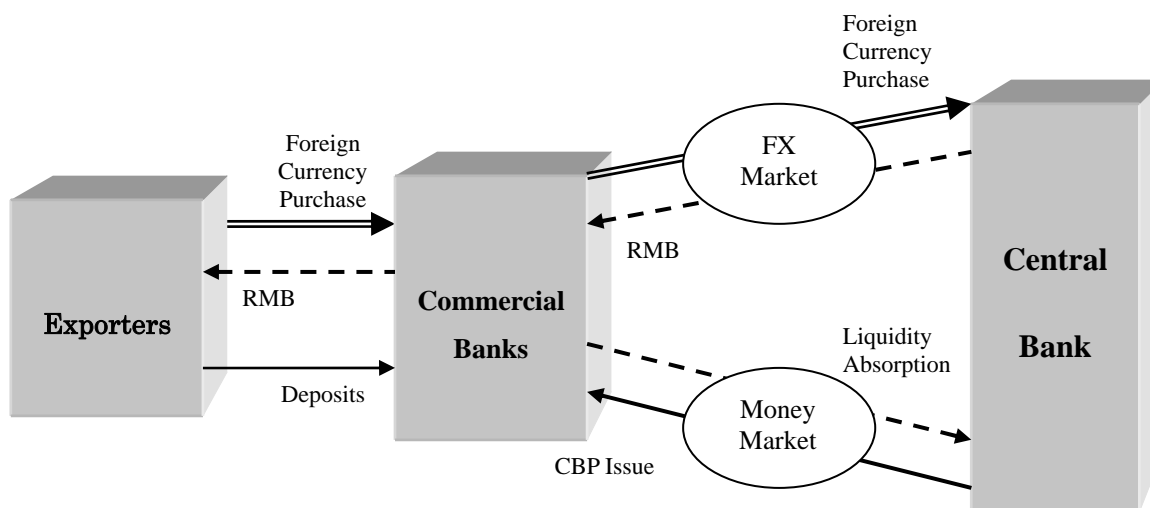 Foreign
Currency
Purchase
Foreign
Currency
Purchase
FX
Market
RMB
RMB
Central
Bank
Commercial
Banks
Exporters
Deposits
Liquidity
Absorption
Money
Market
CBP Issue